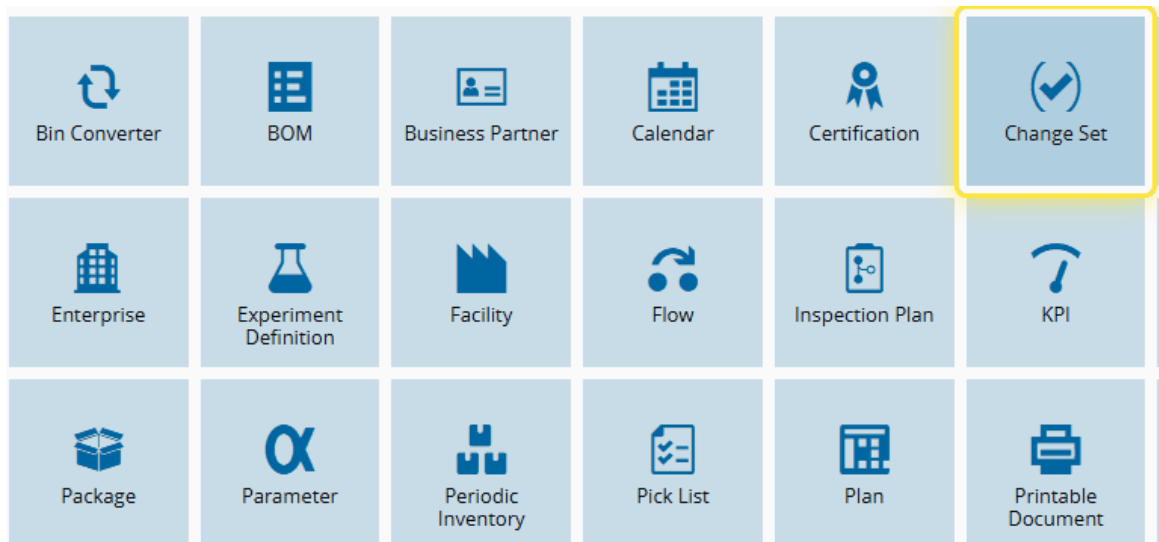 Bin Converter
BOM
Business Partner
Calendar
Certification
Change Set
Enterprise
Experiment
Definition
Facility
Flow
Inspection Plan
KPI
Package
Parameter
Periodic
Inventory
Pick List
Plan
Printable
Document